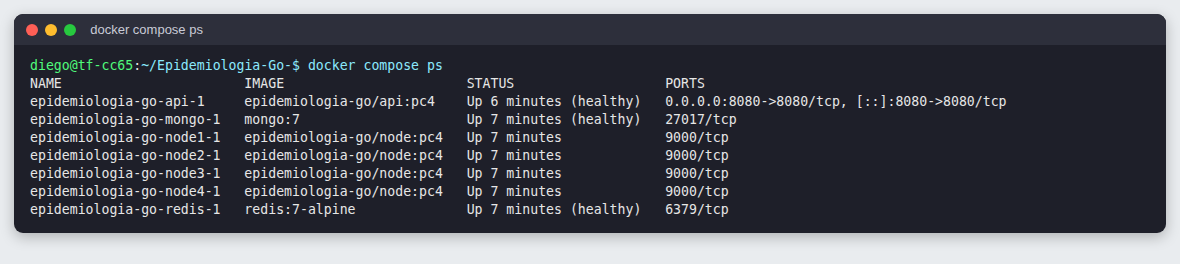 docker compose ps
diego@tf-cc65:~/Epidemiologia-Go-$ docker compose ps
NAME                       IMAGE                       STATUS                   PORTS
epidemiologia-go-api-1     epidemiologia-go/api:pc4    Up 6 minutes (healthy)   0.0.0.0:8080->8080/tcp, [::]:8080->8080/tcp
epidemiologia-go-mongo-1   mongo:7                     Up 7 minutes (healthy)   27017/tcp
epidemiologia-go-node1-1   epidemiologia-go/node:pc4   Up 7 minutes             9000/tcp
epidemiologia-go-node2-1   epidemiologia-go/node:pc4   Up 7 minutes             9000/tcp
epidemiologia-go-node3-1   epidemiologia-go/node:pc4   Up 7 minutes             9000/tcp
epidemiologia-go-node4-1   epidemiologia-go/node:pc4   Up 7 minutes             9000/tcp
epidemiologia-go-redis-1   redis:7-alpine              Up 7 minutes (healthy)   6379/tcp